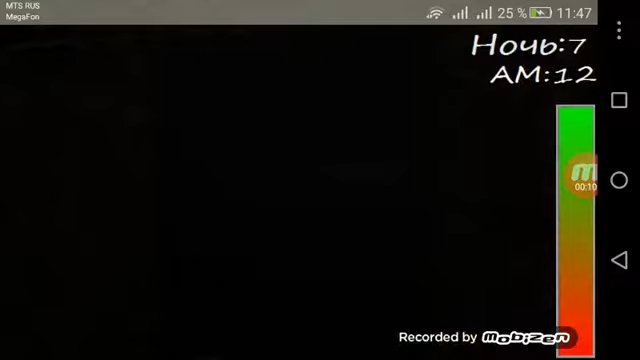 MTS RUS
MegaFon
25 %
11:47
Ночь:7
AM:12
00:10
Recorded by mobizen